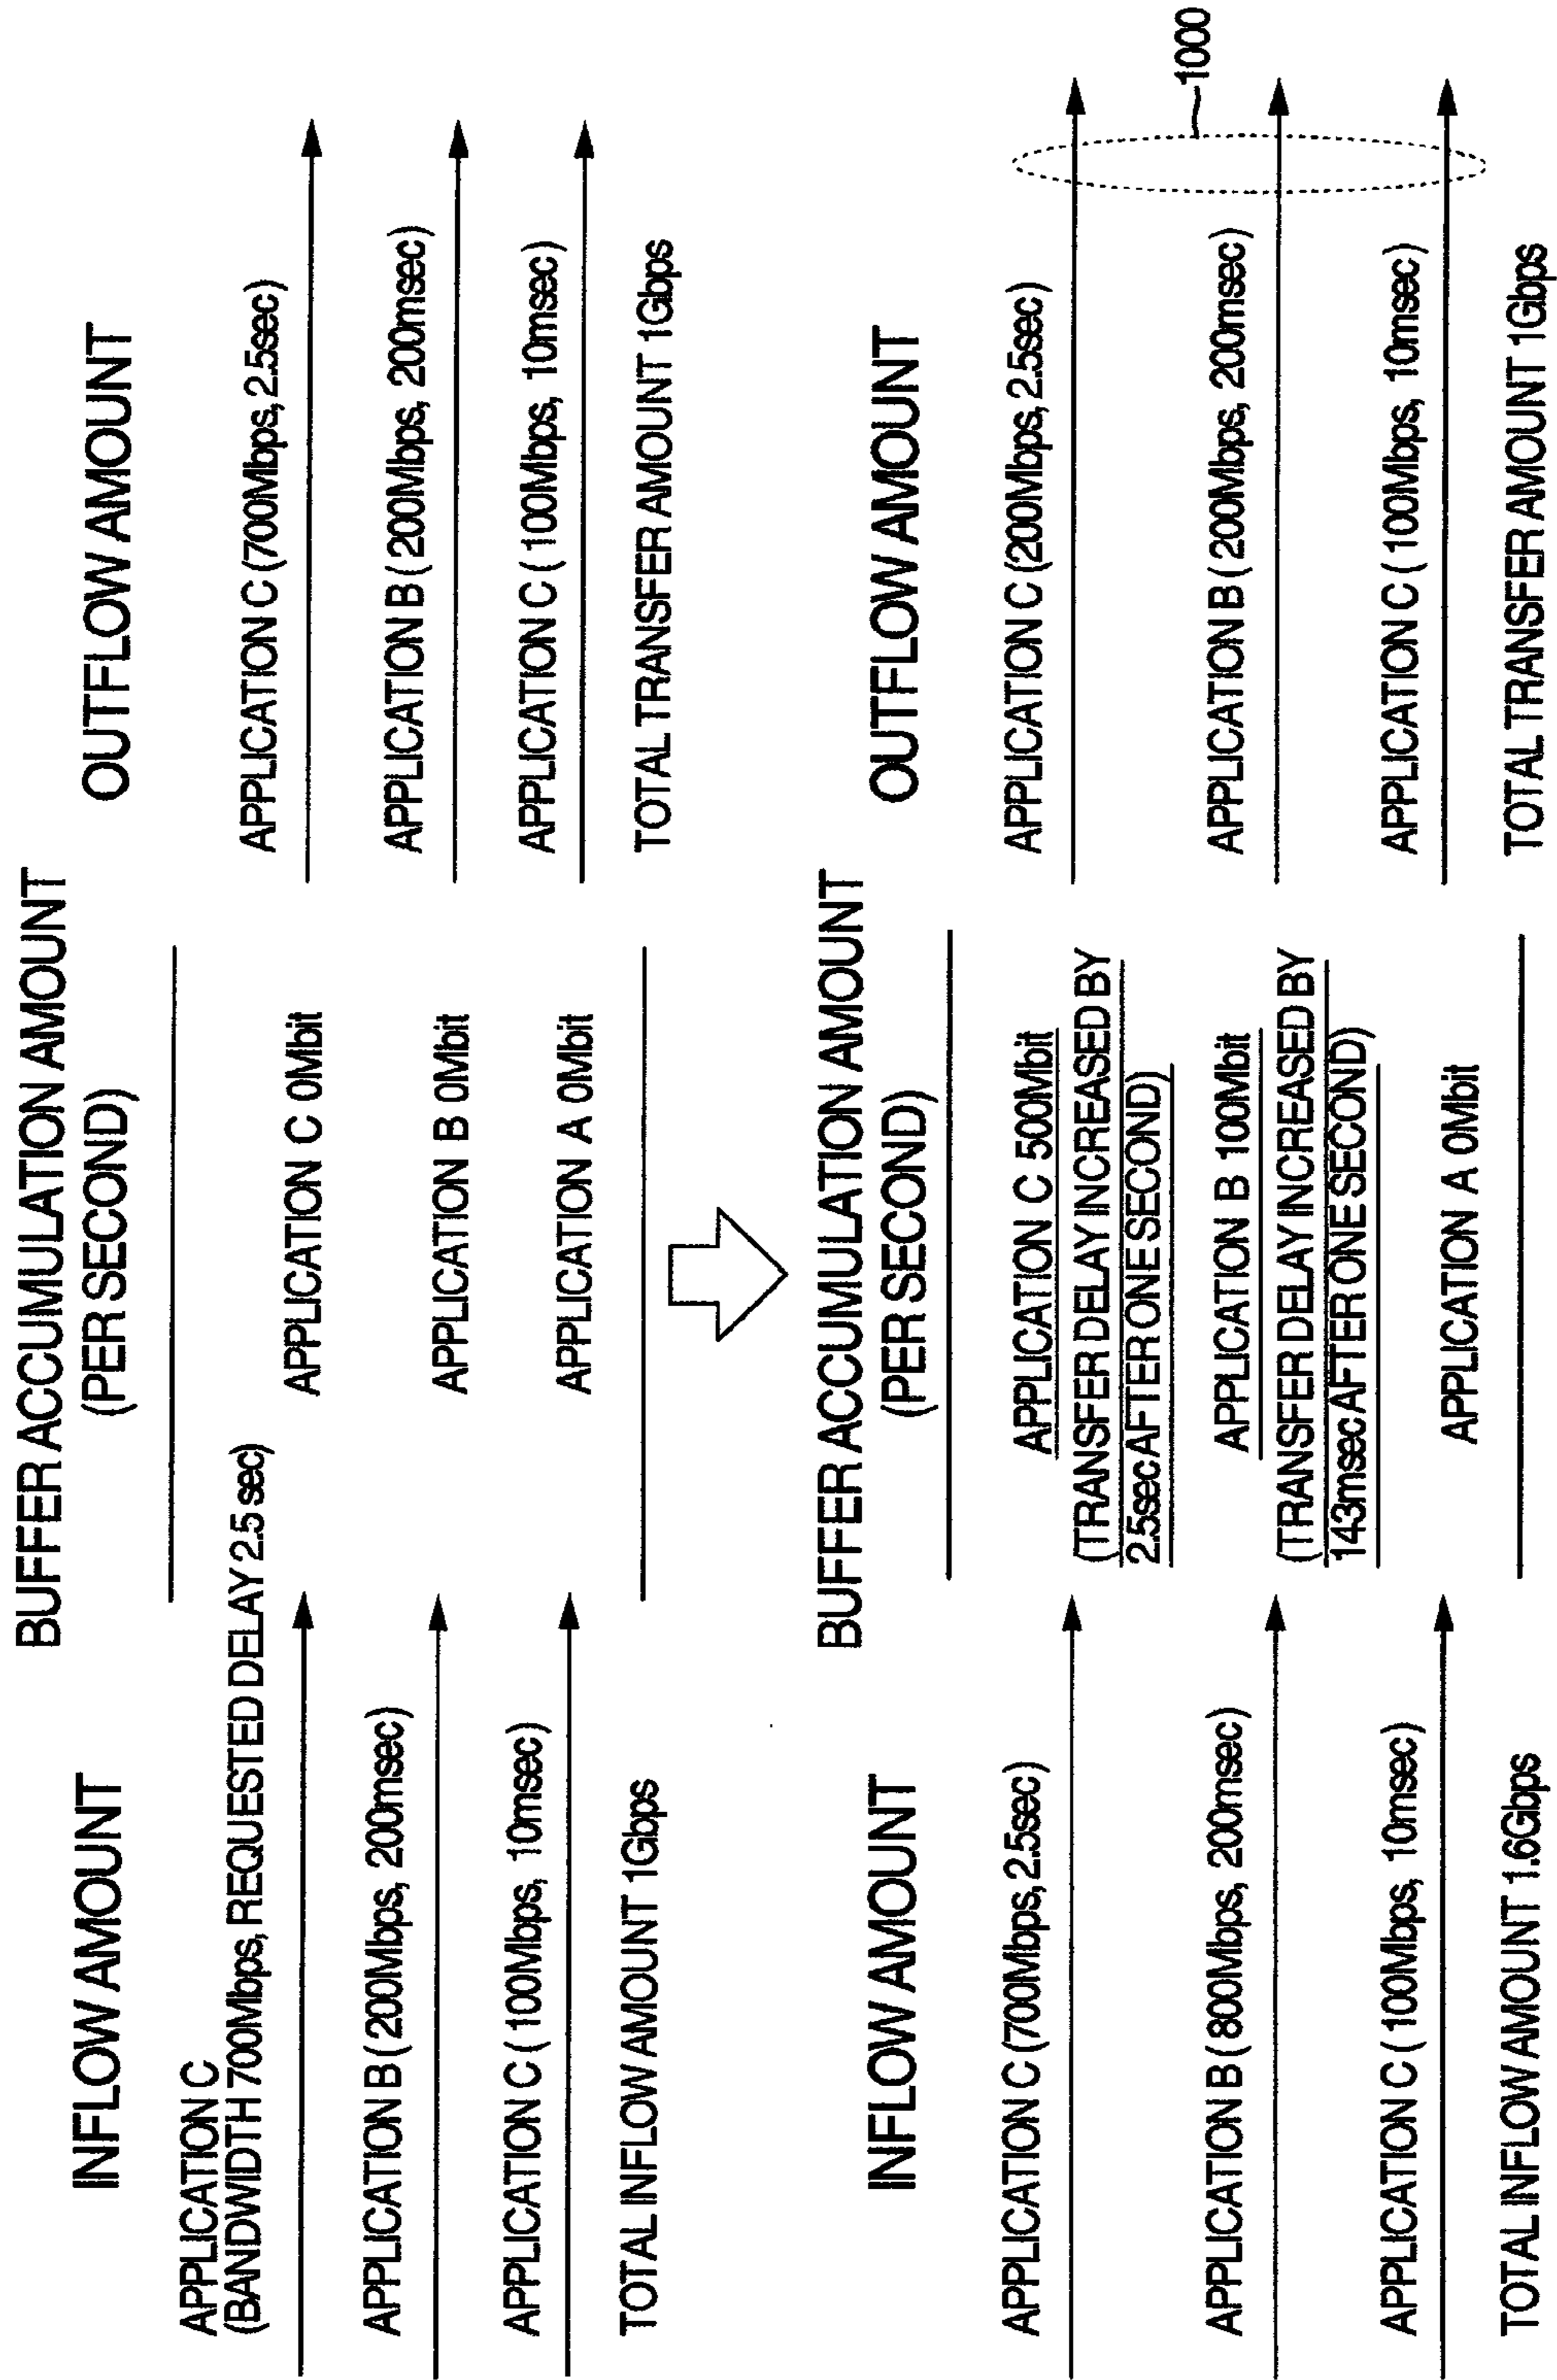 INFLOW AMOUNT
APPLICATION C
(BANDWIDTH 700Mbps, REQUESTED DELAY 2.5 sec)
APPLICATION B (200Mbps, 200msec)
APPLICATION C (100Mbps, 10msec)
TOTAL INFLOW AMOUNT 1Gbps
BUFFER ACCUMULATION AMOUNT
(PER SECOND)
APPLICATION C 0Mbit
APPLICATION B 0Mbit
APPLICATION A 0Mbit
OUTFLOW AMOUNT
APPLICATION C (700Mbps, 2.5sec)
APPLICATION B (200Mbps, 200msec)
APPLICATION C (100Mbps, 10msec)
TOTAL TRANSFER AMOUNT 1Gbps
INFLOW AMOUNT
APPLICATION C (700Mbps, 2.5sec)
APPLICATION B (800Mbps, 200msec)
APPLICATION C (100Mbps, 10msec)
TOTAL INFLOW AMOUNT 1.6Gbps
BUFFER ACCUMULATION AMOUNT
(PER SECOND)
APPLICATION C 500Mbit
(TRANSFER DELAY INCREASED BY
2.5sec AFTER ONE SECOND)
APPLICATION B 100Mbit
(TRANSFER DELAY INCREASED BY
143msec AFTER ONE SECOND)
APPLICATION A 0Mbit
OUTFLOW AMOUNT
APPLICATION C (200Mbps, 2.5sec)
APPLICATION B (200Mbps, 200msec)
APPLICATION C (100Mbps, 10msec)
TOTAL TRANSFER AMOUNT 1Gbps
1000